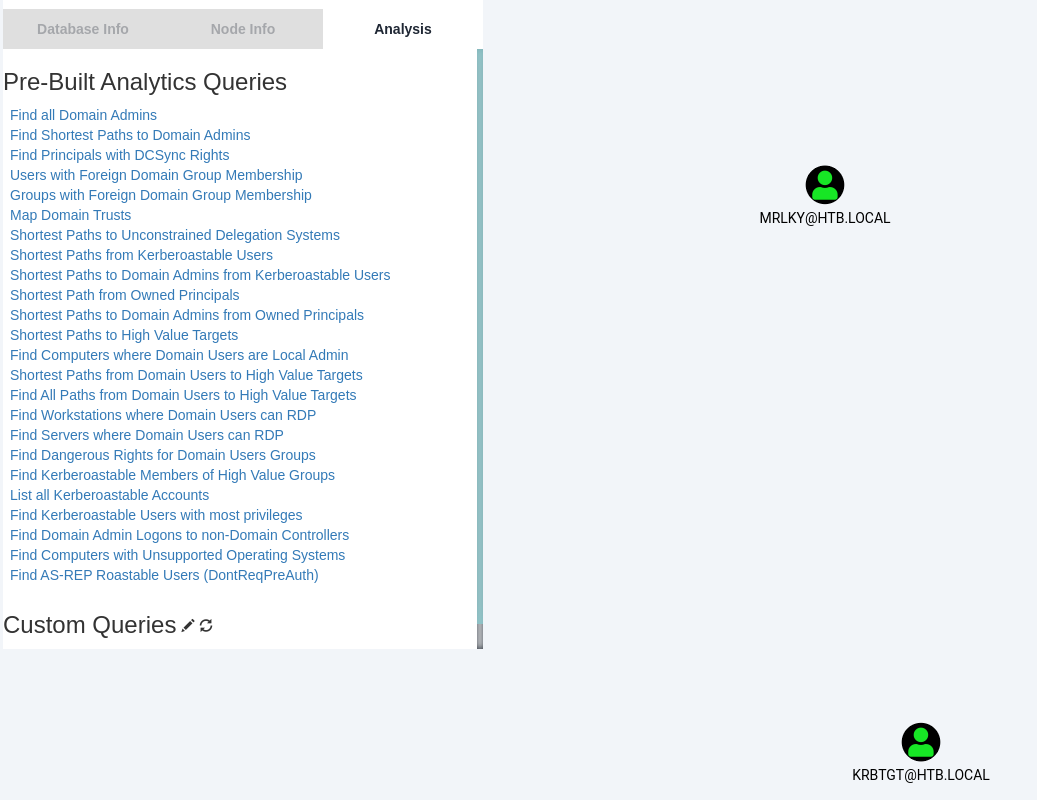 Database Info
Node Info
Analysis
Pre-Built Analytics Queries
Find all Domain Admins
Find Shortest Paths to Domain Admins
Find Principals with DCSync Rights
Users with Foreign Domain Group Membership
Groups with Foreign Domain Group Membership
Map Domain Trusts
Shortest Paths to Unconstrained Delegation Systems
Shortest Paths from Kerberoastable Users
Shortest Paths to Domain Admins from Kerberoastable Users
Shortest Path from Owned Principals
Shortest Paths to Domain Admins from Owned Principals
Shortest Paths to High Value Targets
Find Computers where Domain Users are Local Admin
Shortest Paths from Domain Users to High Value Targets
Find All Paths from Domain Users to High Value Targets
Find Workstations where Domain Users can RDP
Find Servers where Domain Users can RDP
Find Dangerous Rights for Domain Users Groups
Find Kerberoastable Members of High Value Groups
List all Kerberoastable Accounts
Find Kerberoastable Users with most privileges
Find Domain Admin Logons to non-Domain Controllers
Find Computers with Unsupported Operating Systems
Find AS-REP Roastable Users (DontReqPreAuth)
Custom Queries
MRLKY@HTB.LOCAL
KRBTGT@HTB.LOCAL